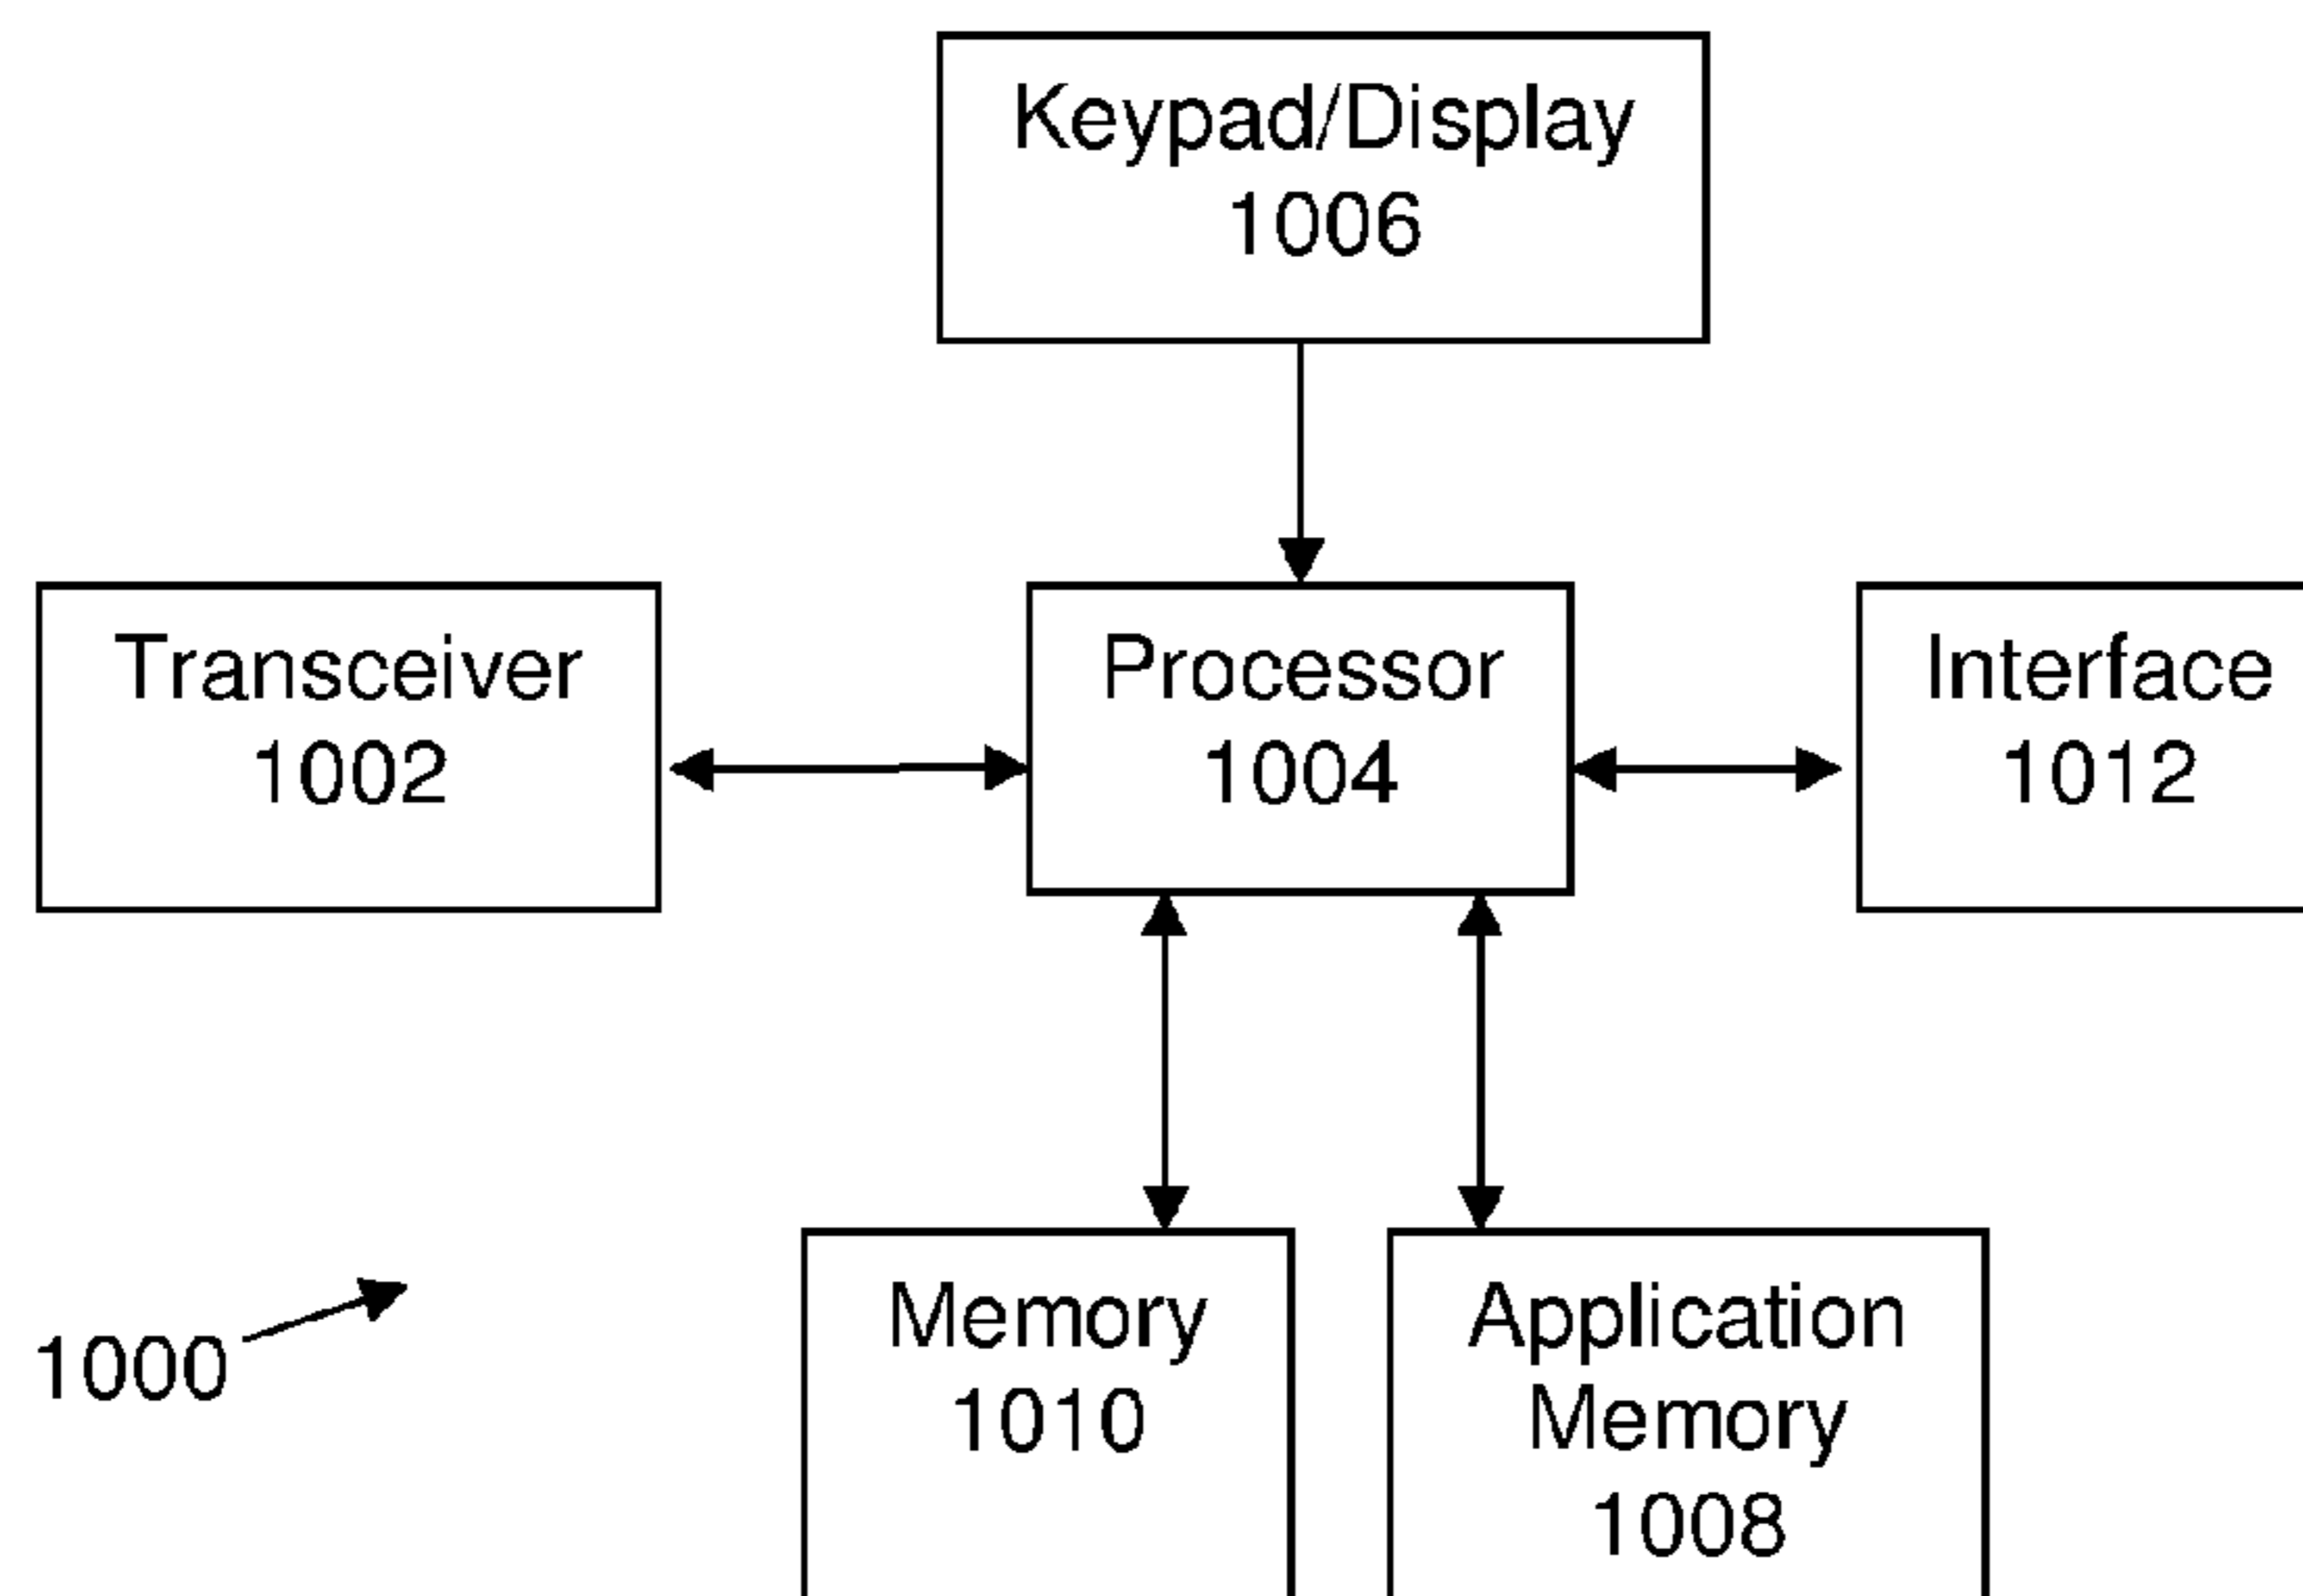 Keypad/Display
1006
Transceiver
1002
Processor
1004
Interface
1012
1000
Memory
1010
Application
Memory
1008